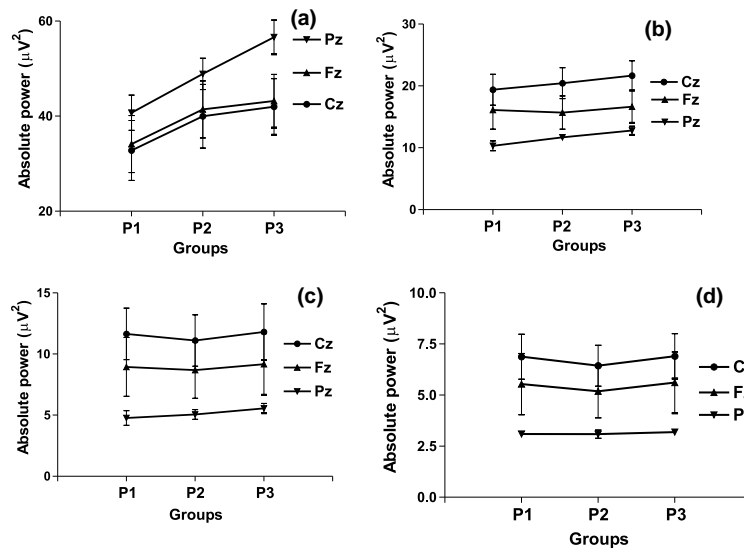 (a)
Absolute power (μV²)
60
40
20
Pz
Fz
Cz
P1 P2 P3
Groups
(b)
Absolute power (μV²)
30
20
10
0
Cz
Fz
Pz
P1 P2 P3
Groups
(c)
Absolute power (μV²)
15
10
5
0
Cz
Fz
Pz
P1 P2 P3
Groups
(d)
Absolute power (μV²)
10.0
7.5
5.0
2.5
0.0
C
F
P
P1 P2 P3
Groups